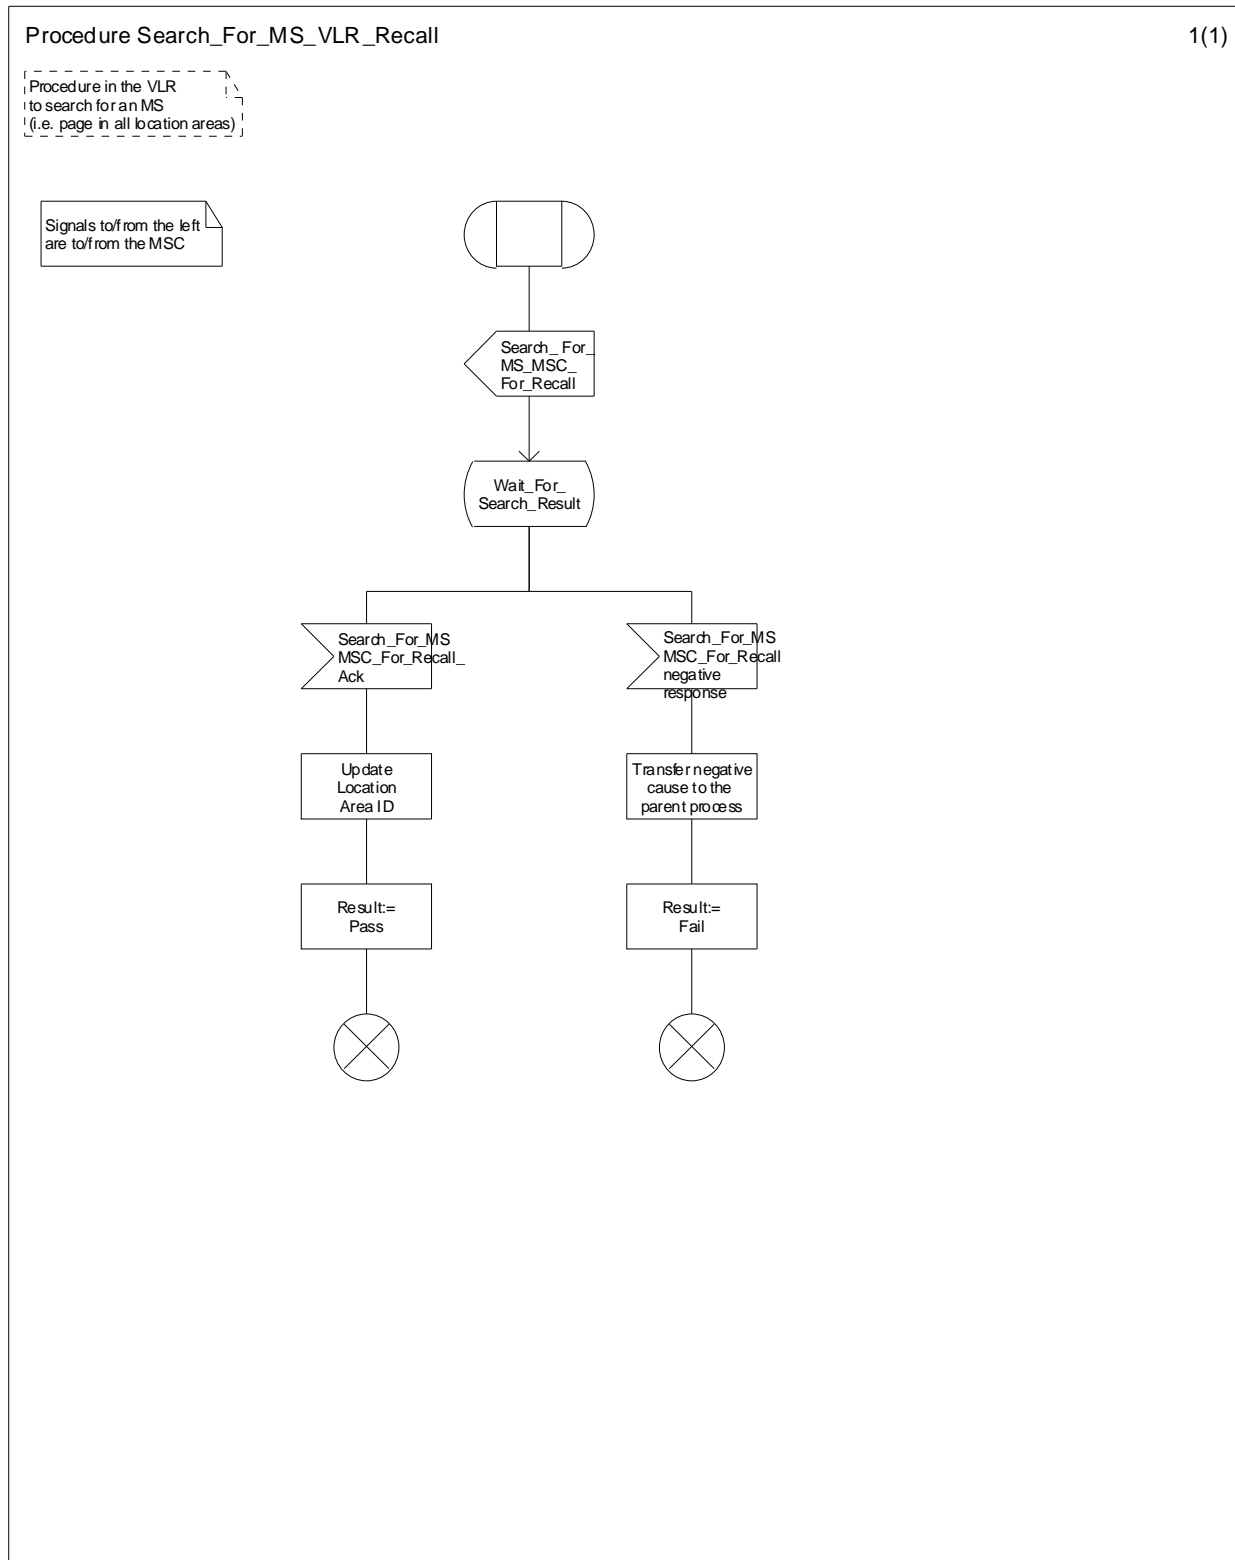 Procedure Search_For_MS_VLR_Recall
1(1)
Procedure in the VLR
to search for an MS
(i.e. page in all location areas)
Signals to/from the left
are to/from the MSC
Search_For_
MS_MSC_
For_Recall
Wait_For_
Search_Result
Search_For_MS
MSC_For_Recall_
Ack
Search_For_MS
MSC_For_Recall
negative
response
Update
Location
Area ID
Transfer negative
cause to the
parent process
Result:=
Pass
Result:=
Fail